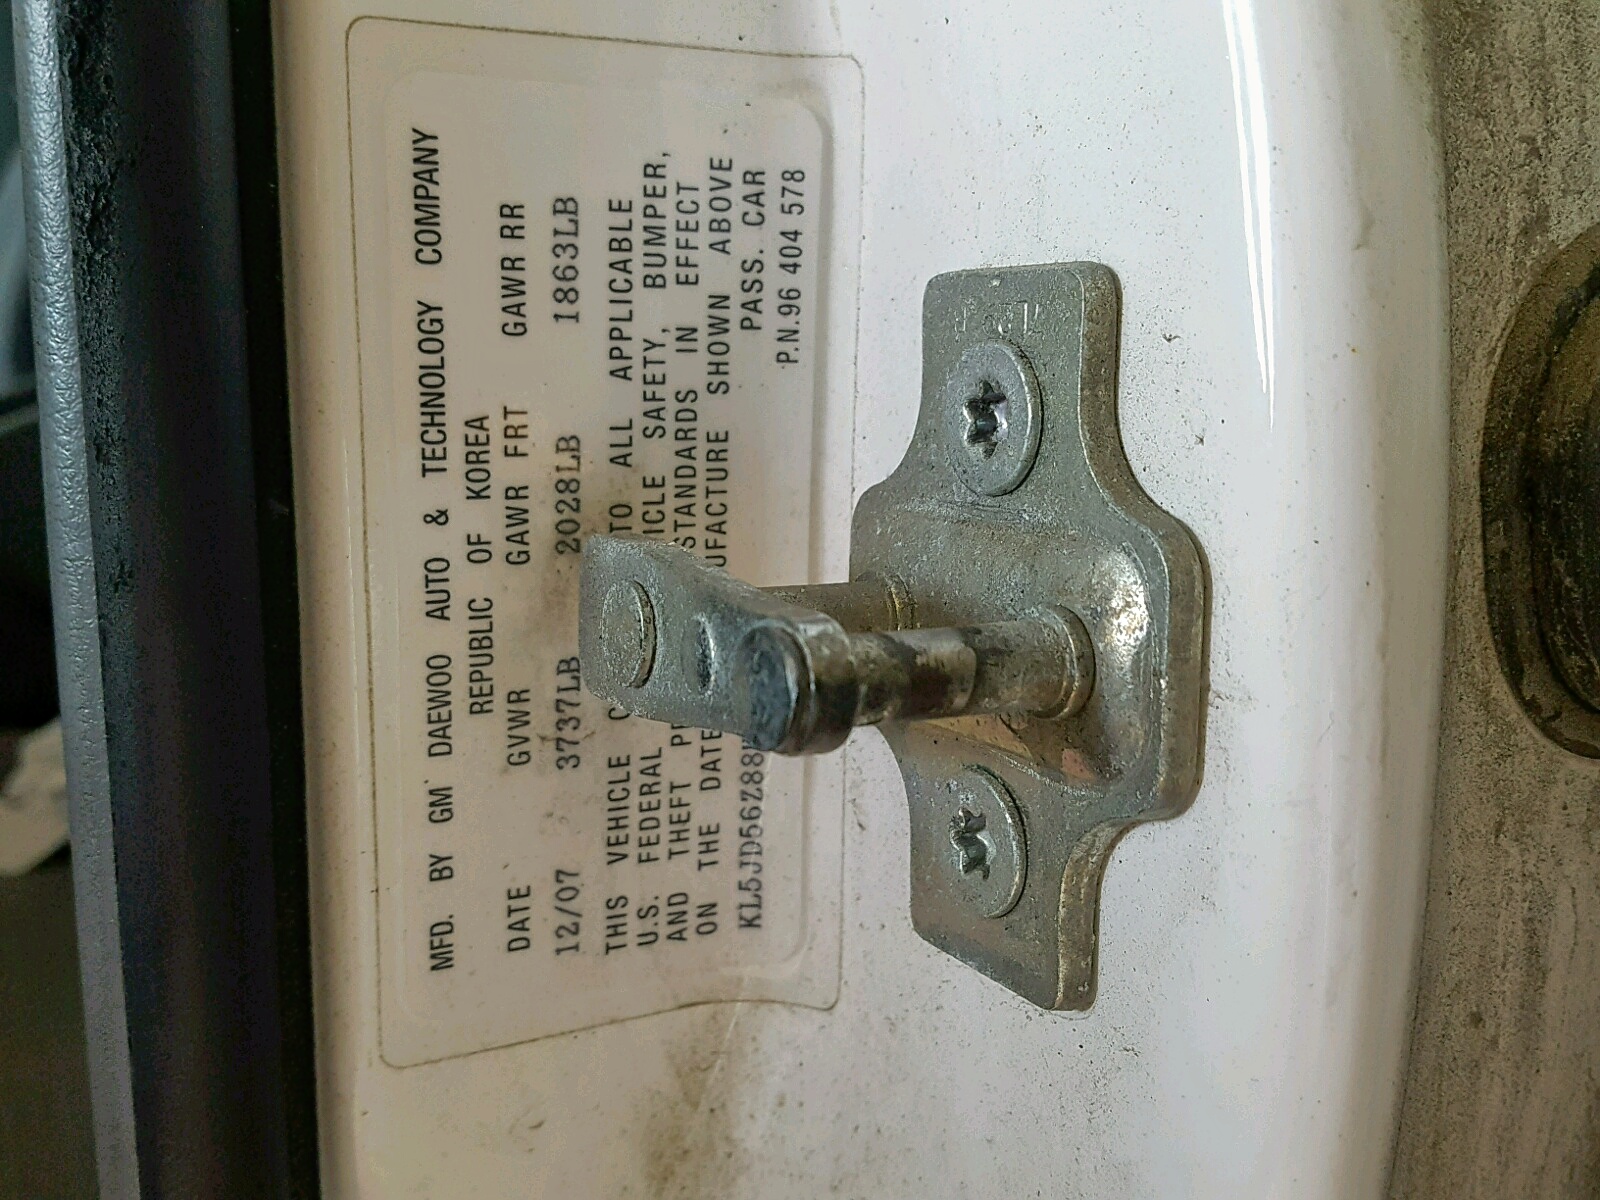 MFD. BY GM DAEWOO AUTO & TECHNOLOGY COMPANY
REPUBLIC OF KOREA
DATE GVWR GAWR FRT GAWR RR
12/07 3737LB 2028LB 1863LB
THIS VEHICLE TO ALL APPLICABLE
U.S. FEDERAL SAFETY, BUMPER,
AND THEFT STANDARDS IN EFFECT
ON THE DATE SHOWN ABOVE
KL5JD56Z88 PASS. CAR
P.N.96 404 578